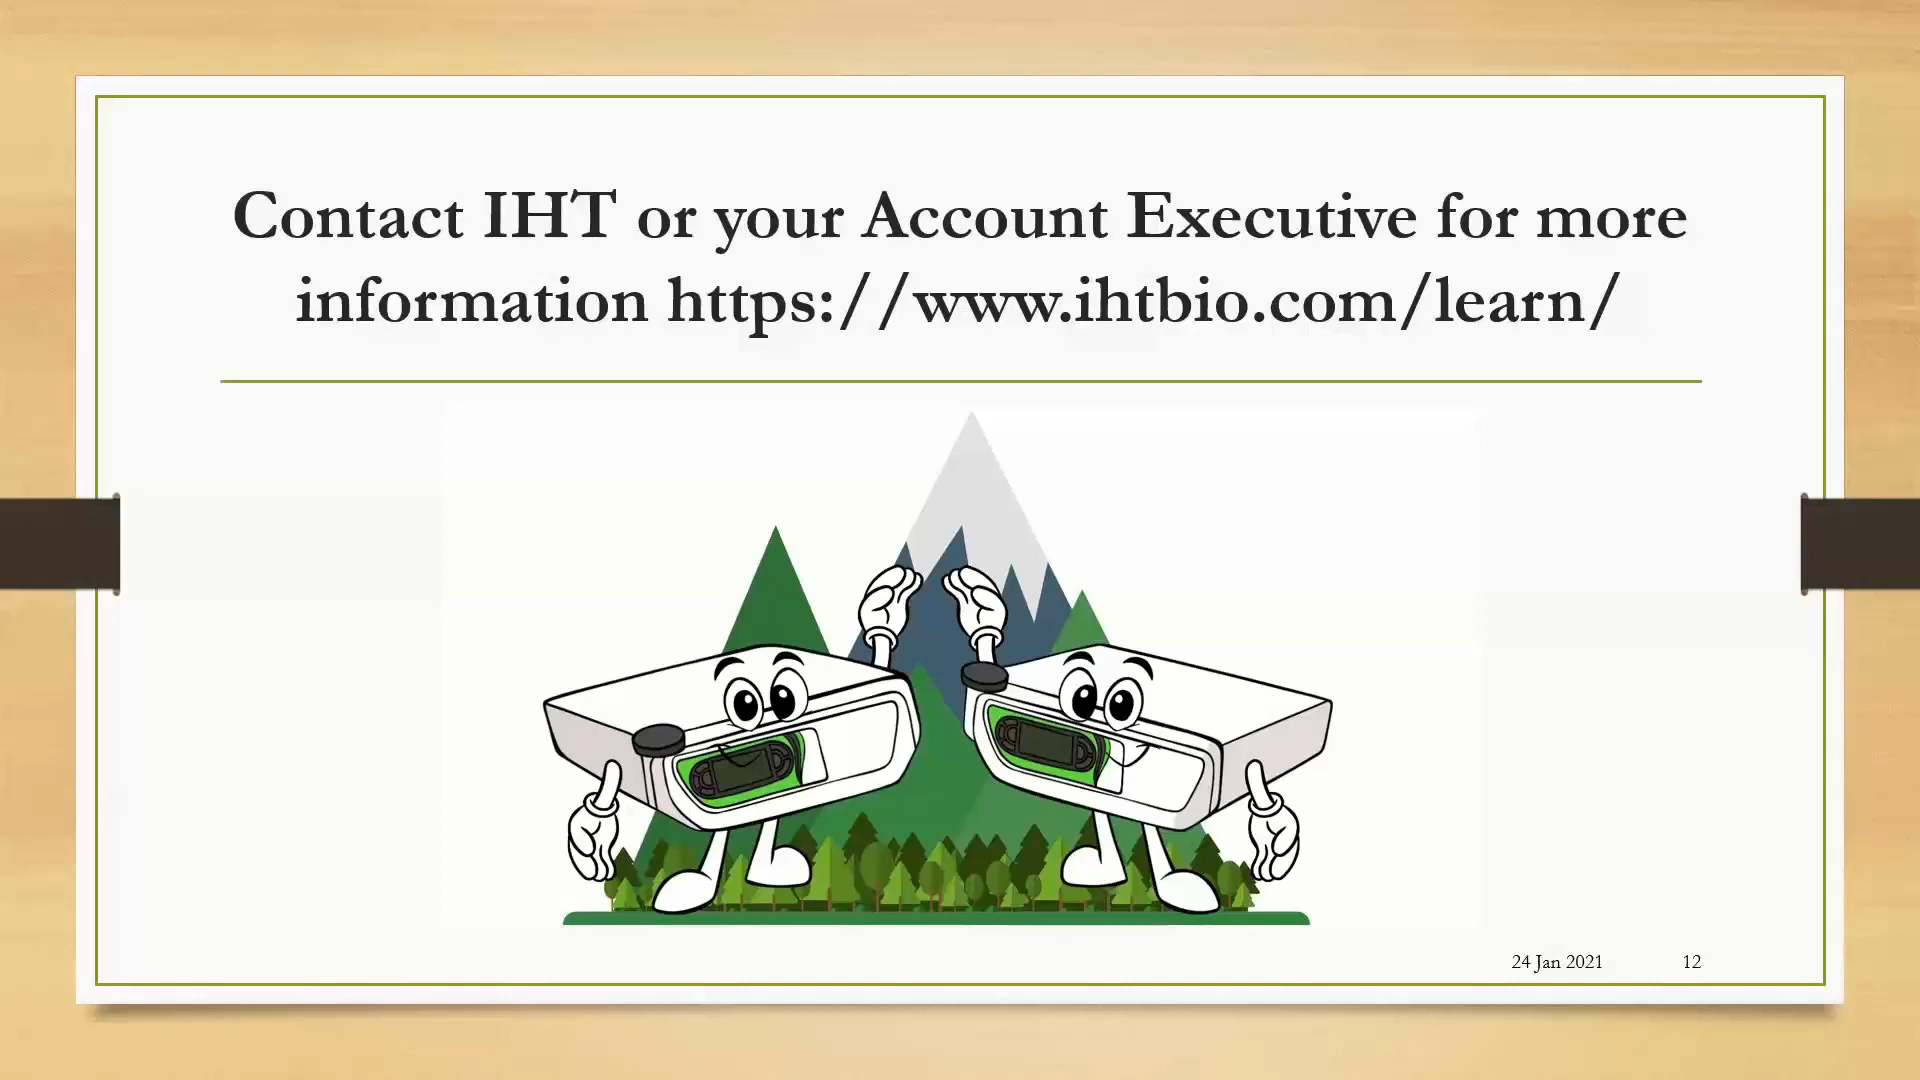 Contact IHT or your Account Executive for more
information https://www.ihtbio.com/learn/
24 Jan 2021
12